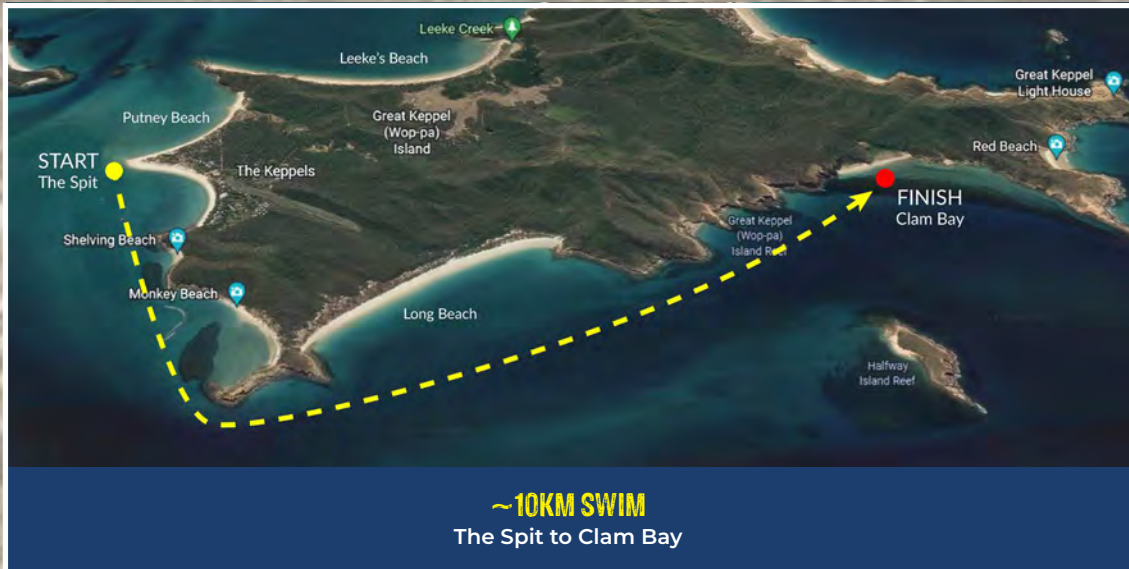 Leeke Creek
Leeke's Beach
Great Keppel
Light House
Putney Beach
Great Keppel
(Wop-pa)
Island
Red Beach
START
The Spit
The Keppels
FINISH
Clam Bay
Great Keppel
(Wop-pa)
Island Reef
Shelving Beach
Monkey Beach
Long Beach
Halfway
Island Reef
~10KM SWIM
The Spit to Clam Bay